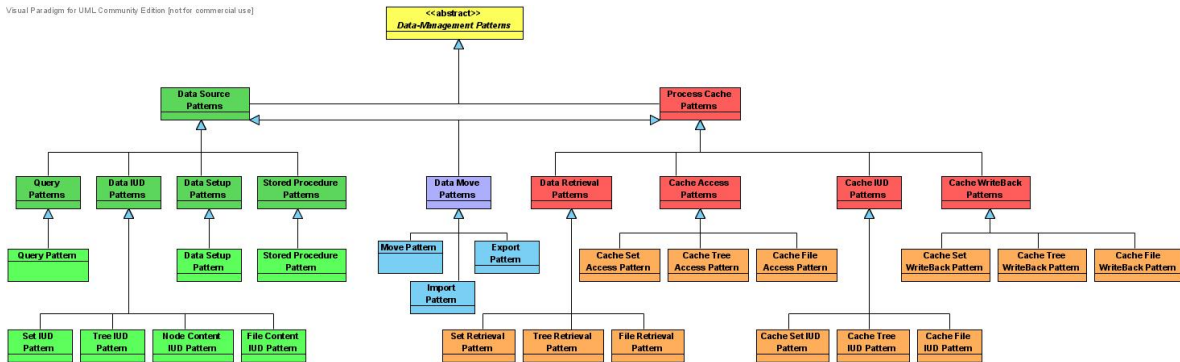 Visual Paradigm for UML Community Edition [not for commercial use]
<<abstract>>
Data-Management Patterns
Data Source
Patterns
Process Cache
Patterns
Query
Patterns
Data IUD
Patterns
Data Setup
Patterns
Stored Procedure
Patterns
Data Move
Patterns
Data Retrieval
Patterns
Cache Access
Patterns
Cache IUD
Patterns
Cache WriteBack
Patterns
Query Pattern
Data Setup
Pattern
Stored Procedure
Pattern
Move Pattern
Export
Pattern
Import
Pattern
Cache Set
Access Pattern
Cache Tree
Access Pattern
Cache File
Access Pattern
Cache Set
WriteBack Pattern
Cache Tree
WriteBack Pattern
Cache File
WriteBack Pattern
Set IUD
Pattern
Tree IUD
Pattern
Node Content
IUD Pattern
File Content
IUD Pattern
Set Retrieval
Pattern
Tree Retrieval
Pattern
File Retrieval
Pattern
Cache Set IUD
Pattern
Cache Tree
IUD Pattern
Cache File
IUD Pattern